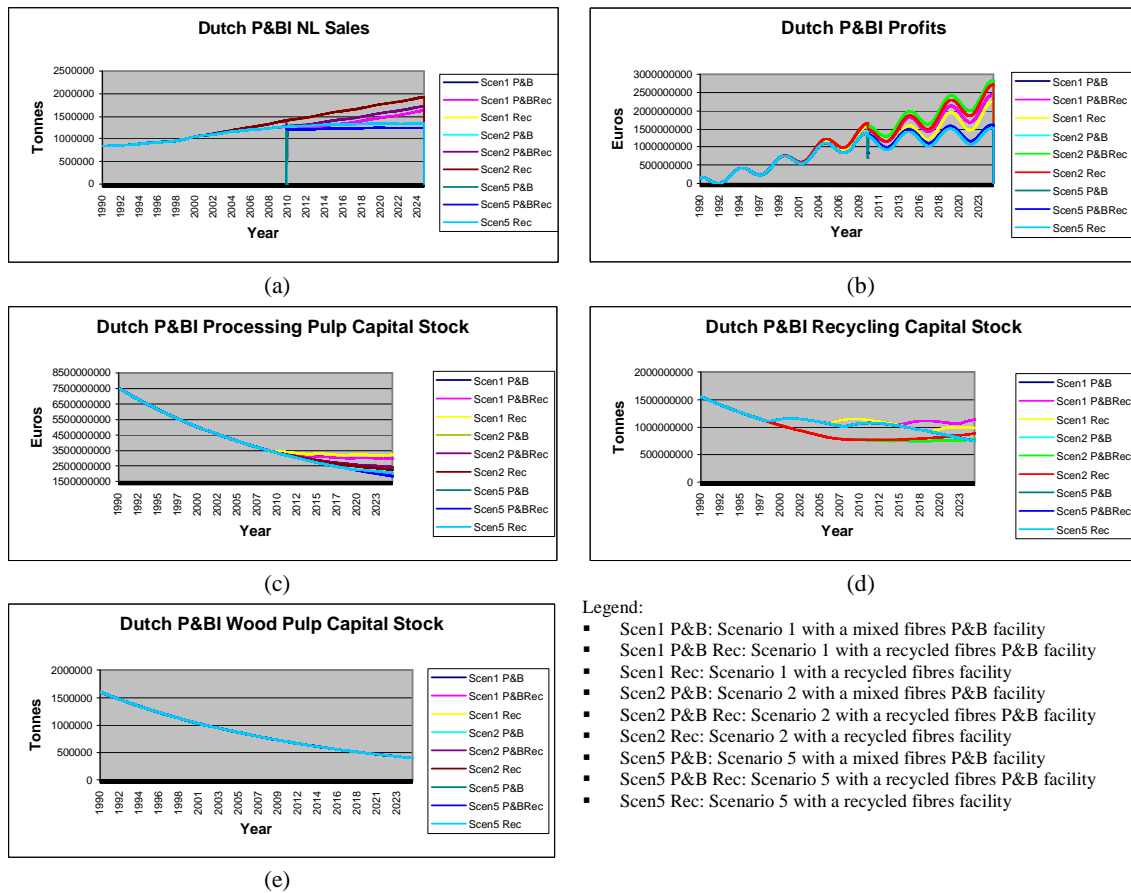 Dutch P&BI NL Sales
Tonnes
2500000
2000000
1500000
1000000
500000
0
1990 1992 1994 1996 1998 2000 2002 2004 2006 2008 2010 2012 2014 2016 2018 2020 2022 2024
Year
Scen1 P&B
Scen1 P&BRec
Scen1 Rec
Scen2 P&B
Scen2 P&BRec
Scen2 Rec
Scen5 P&B
Scen5 P&BRec
Scen5 Rec
(a)
Dutch P&BI Profits
Euros
3000000000
2500000000
2000000000
1500000000
1000000000
500000000
0
1990 1992 1994 1997 1999 2001 2004 2006 2009 2011 2013 2016 2018 2020 2023
Year
Scen1 P&B
Scen1 P&BRec
Scen1 Rec
Scen2 P&B
Scen2 P&BRec
Scen2 Rec
Scen5 P&B
Scen5 P&BRec
Scen5 Rec
(b)
Dutch P&BI Processing Pulp Capital Stock
Euros
8500000000
7500000000
6500000000
5500000000
4500000000
3500000000
2500000000
1500000000
1990 1992 1995 1997 2000 2002 2005 2007 2010 2012 2015 2017 2020 2023
Year
Scen1 P&B
Scen1 P&BRec
Scen1 Rec
Scen2 P&B
Scen2 P&BRec
Scen2 Rec
Scen5 P&B
Scen5 P&BRec
Scen5 Rec
(c)
Dutch P&BI Recycling Capital Stock
Tonnes
2000000
1500000
1000000
500000
0
1990 1992 1995 1997 2000 2002 2005 2007 2010 2012 2015 2017 2020 2023
Year
Scen1 P&B
Scen1 P&BRec
Scen1 Rec
Scen2 P&B
Scen2 P&BRec
Scen2 Rec
Scen5 P&B
Scen5 P&BRec
Scen5 Rec
(d)
Dutch P&BI Wood Pulp Capital Stock
Tonnes
2000000
1500000
1000000
500000
0
1990 1992 1994 1996 1998 2001 2003 2005 2007 2009 2012 2014 2016 2018 2021 2023
Year
Scen1 P&B
Scen1 P&BRec
Scen1 Rec
Scen2 P&B
Scen2 P&BRec
Scen2 Rec
Scen5 P&B
Scen5 P&BRec
Scen5 Rec
(e)
Legend:
▪ Scen1 P&B: Scenario 1 with a mixed fibres P&B facility
▪ Scen1 P&B Rec: Scenario 1 with a recycled fibres P&B facility
▪ Scen1 Rec: Scenario 1 with a recycled fibres facility
▪ Scen2 P&B: Scenario 2 with a mixed fibres P&B facility
▪ Scen2 P&B Rec: Scenario 2 with a recycled fibres P&B facility
▪ Scen2 Rec: Scenario 2 with a recycled fibres facility
▪ Scen5 P&B: Scenario 5 with a mixed fibres P&B facility
▪ Scen5 P&B Rec: Scenario 5 with a recycled fibres P&B facility
▪ Scen5 Rec: Scenario 5 with a recycled fibres facility